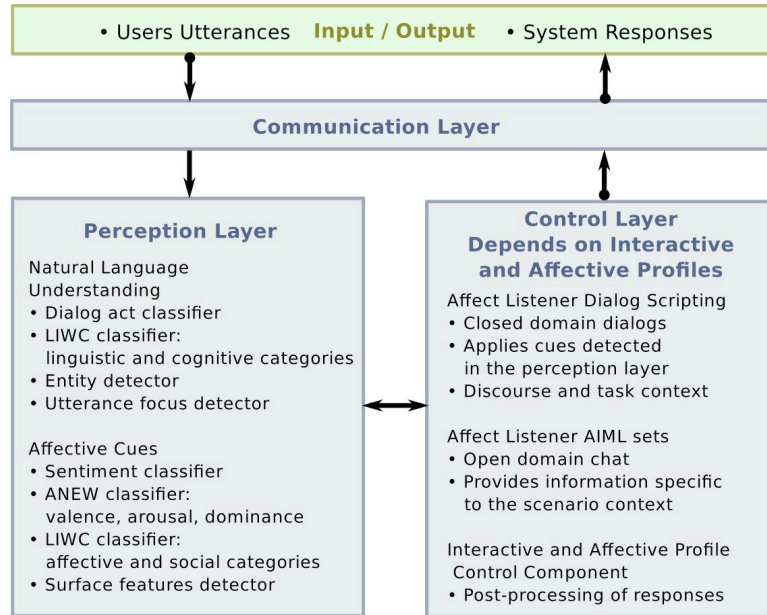 • Users Utterances Input / Output • System Responses
Communication Layer
Perception Layer
Natural Language
Understanding
• Dialog act classifier
• LIWC classifier:
linguistic and cognitive categories
• Entity detector
• Utterance focus detector
Affective Cues
• Sentiment classifier
• ANEW classifier:
valence, arousal, dominance
• LIWC classifier:
affective and social categories
• Surface features detector
Control Layer
Depends on Interactive
and Affective Profiles
Affect Listener Dialog Scripting
• Closed domain dialogs
• Applies cues detected
in the perception layer
• Discourse and task context
Affect Listener AIML sets
• Open domain chat
• Provides information specific
to the scenario context
Interactive and Affective Profile
Control Component
• Post-processing of responses